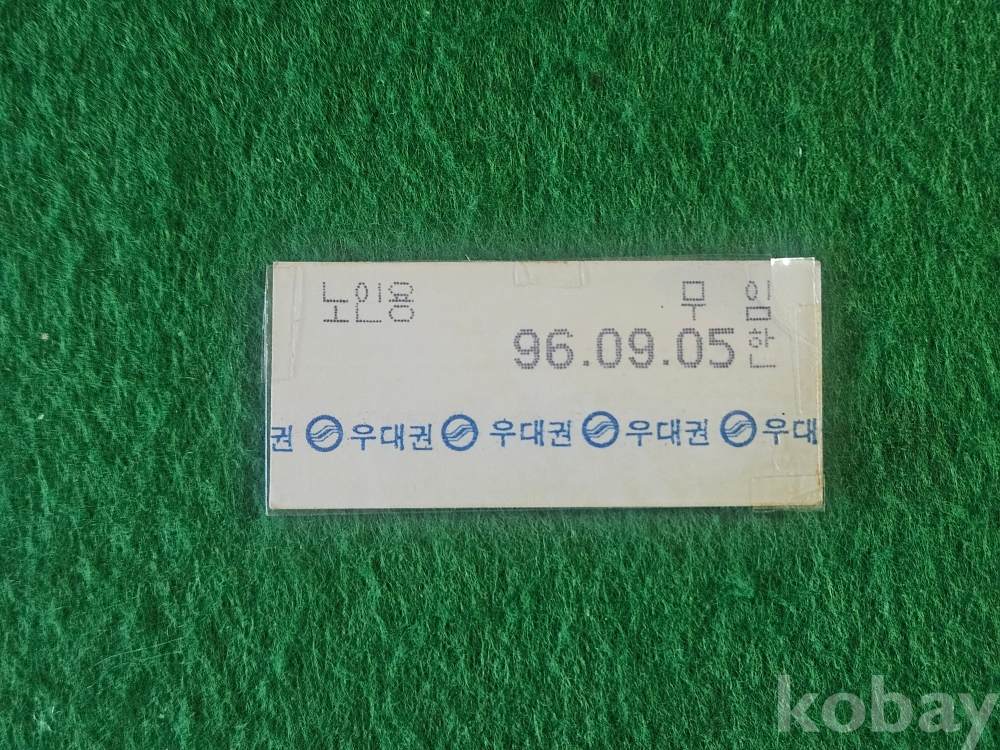 노인용 무 임
96.09.05 한
권 우대권 우대권 우대권 우대
kobay